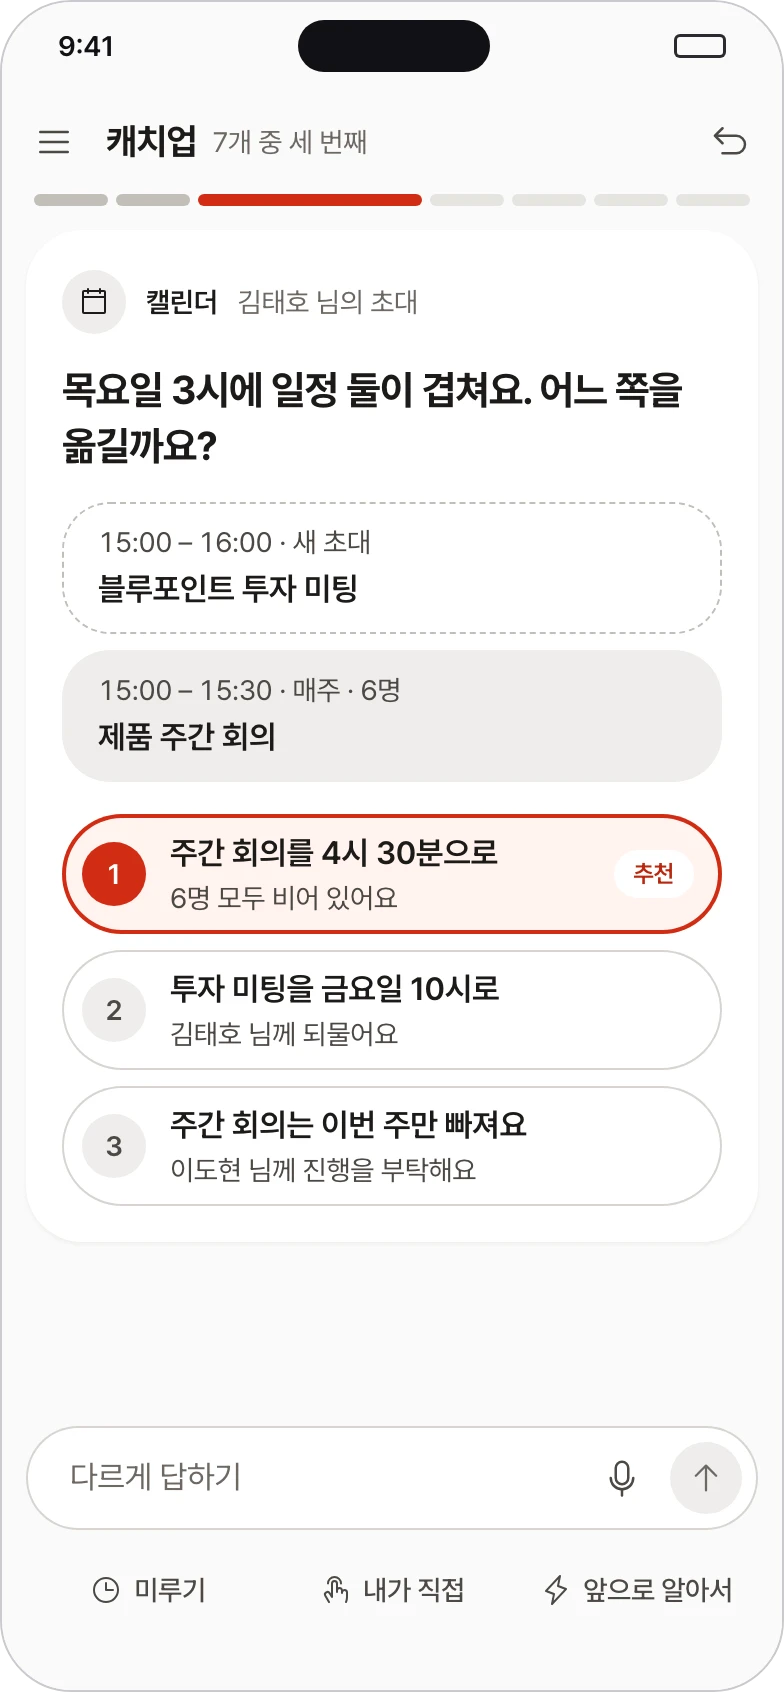 9:41
캐치업 7개 중 세 번째
캘린더 김태호 님의 초대
목요일 3시에 일정 둘이 겹쳐요. 어느 쪽을
옮길까요?
15:00 – 16:00 · 새 초대
블루포인트 투자 미팅
15:00 – 15:30 · 매주 · 6명
제품 주간 회의
1 주간 회의를 4시 30분으로 추천
6명 모두 비어 있어요
2 투자 미팅을 금요일 10시로
김태호 님께 되물어요
3 주간 회의는 이번 주만 빠져요
이도현 님께 진행을 부탁해요
다르게 답하기
미루기 내가 직접 앞으로 알아서